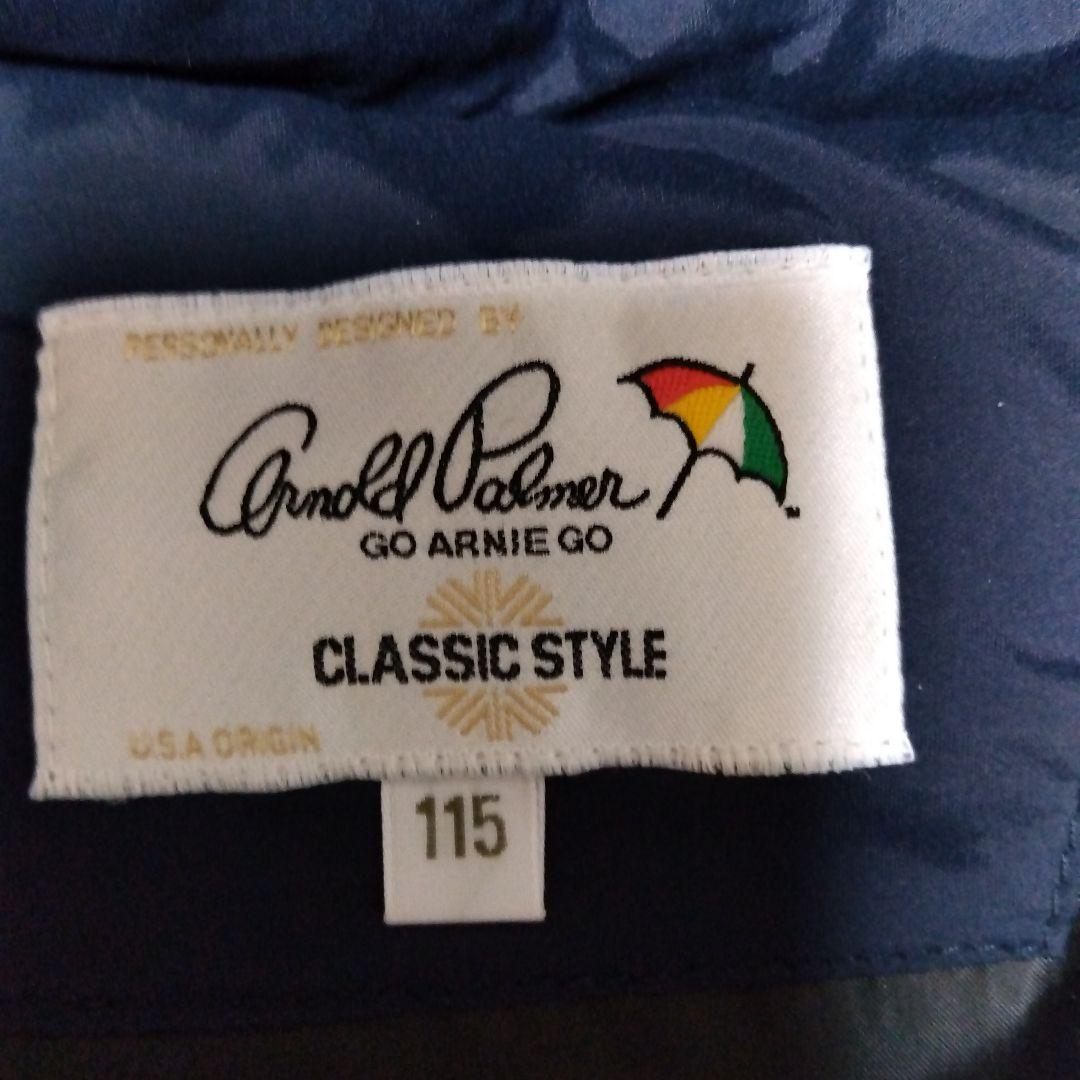 PERSONALLY DESIGNED BY
Arnold Palmer
GO ARNIE GO
CLASSIC STYLE
U.S.A ORIGIN
115